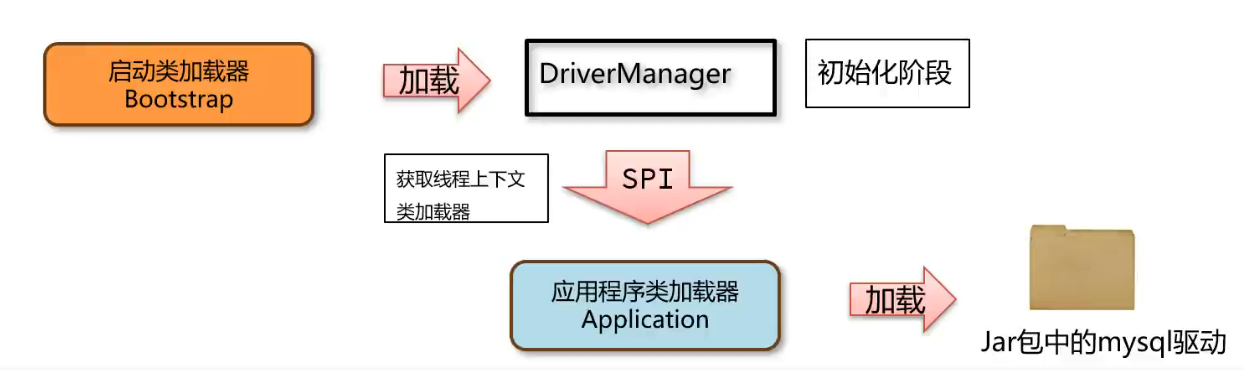 启动类加载器
Bootstrap
加载
DriverManager
初始化阶段
获取线程上下文
类加载器
SPI
应用程序类加载器
Application
加载
Jar包中的mysql驱动